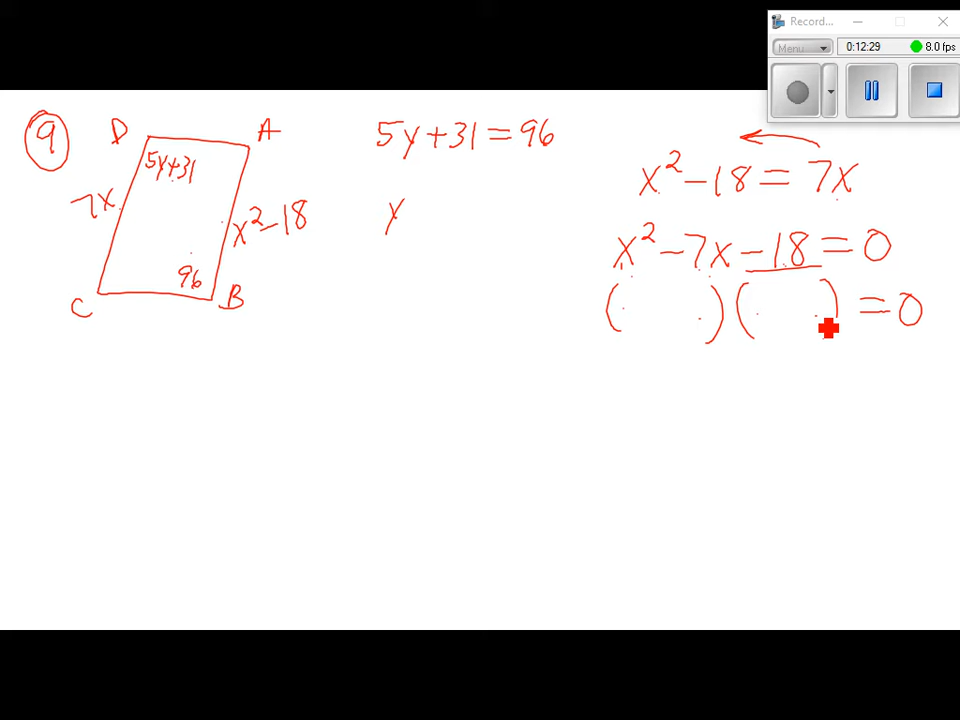 Record...
Menu
0:12:29
8.0 fps
9
D
A
5y+31
7x
x²-18
96
C
B
5y+31=96
y
x²-18=7x
x²-7x-18=0
( )( )=0